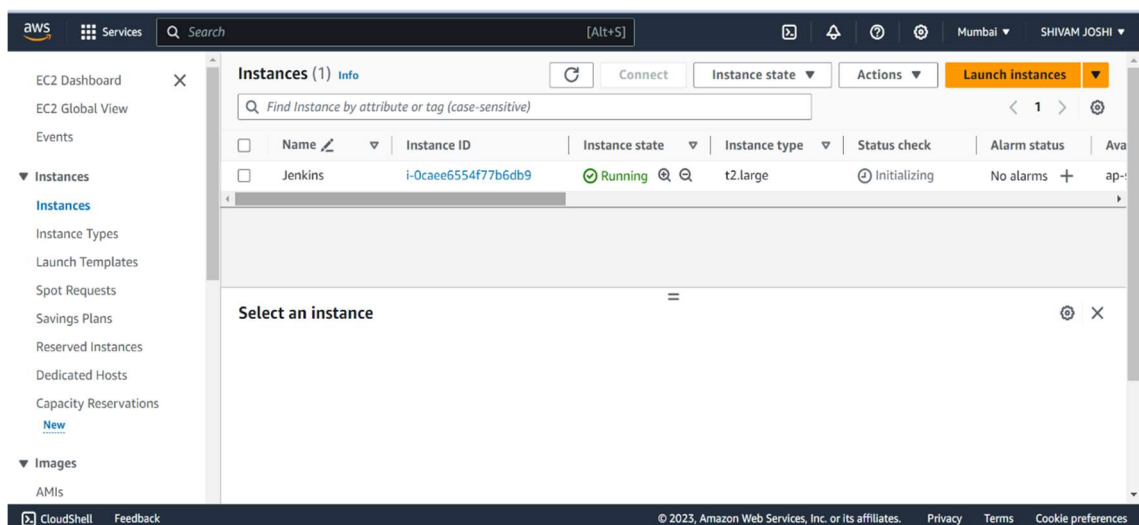 aws Services Search [Alt+S] Mumbai SHIVAM JOSHI
EC2 Dashboard
EC2 Global View
Events
Instances
Instances
Instance Types
Launch Templates
Spot Requests
Savings Plans
Reserved Instances
Dedicated Hosts
Capacity Reservations
New
Images
AMIs
Instances (1) Info Connect Instance state Actions Launch instances
Find Instance by attribute or tag (case-sensitive) 1
Name Instance ID Instance state Instance type Status check Alarm status Ava
Jenkins i-0caee6554f77b6db9 Running t2.large Initializing No alarms ap-s
Select an instance
CloudShell Feedback © 2023, Amazon Web Services, Inc. or its affiliates. Privacy Terms Cookie preferences